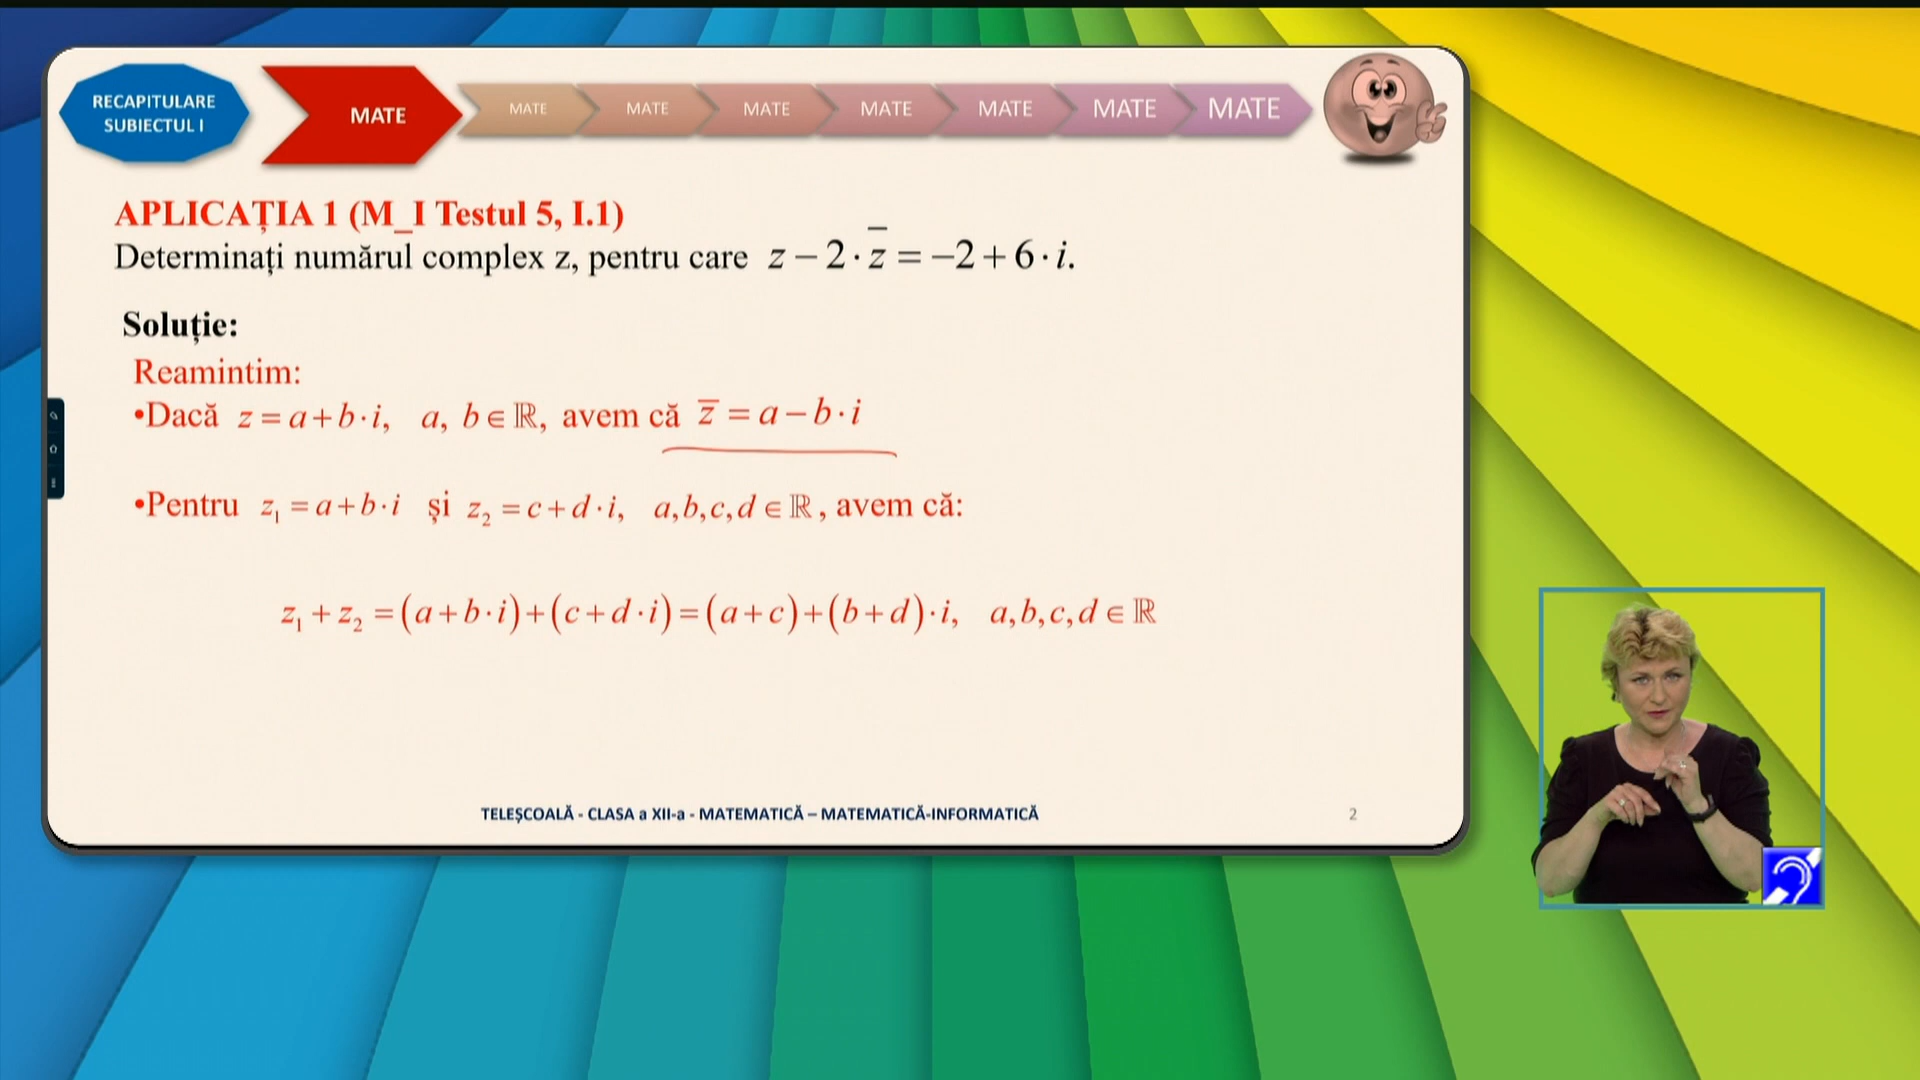 RECAPITULARE
SUBIECTUL I
MATE
MATE
MATE
MATE
MATE
MATE
MATE
MATE
APLICAȚIA 1 (M_I Testul 5, I.1)
Determinați numărul complex z, pentru care z − 2 · z̅ = −2 + 6 · i.
Soluție:
Reamintim:
•Dacă z = a + b · i, a, b ∈ ℝ, avem că z̅ = a − b · i
•Pentru z₁ = a + b · i și z₂ = c + d · i, a,b,c,d ∈ ℝ, avem că:
z₁ + z₂ = (a + b · i) + (c + d · i) = (a + c) + (b + d) · i, a,b,c,d ∈ ℝ
TELEȘCOALĂ - CLASA a XII-a - MATEMATICĂ – MATEMATICĂ-INFORMATICĂ
2